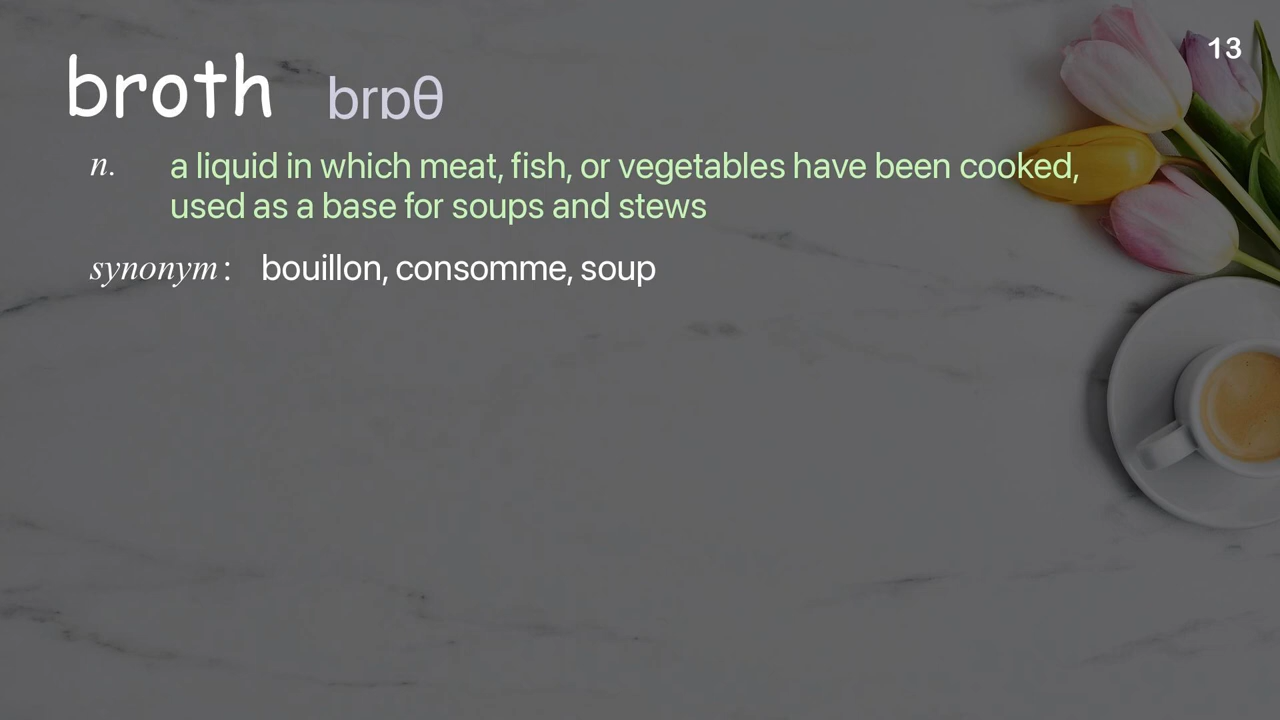 13
broth brɒθ
n. a liquid in which meat, fish, or vegetables have been cooked,
used as a base for soups and stews
synonym: bouillon, consomme, soup